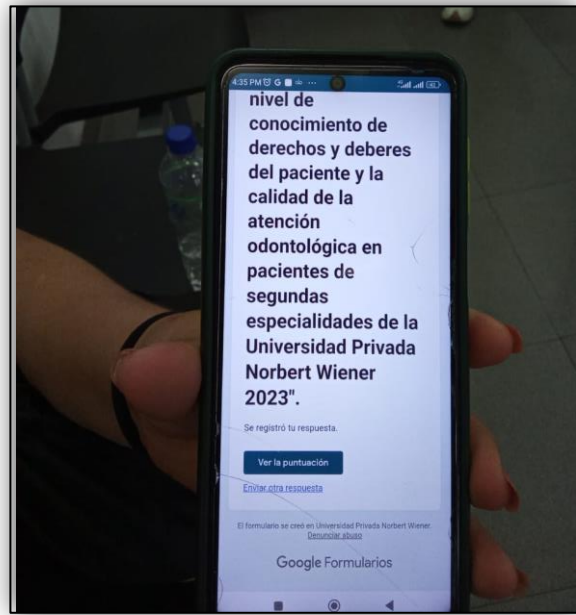 4:35 PM
nivel de
conocimiento de
derechos y deberes
del paciente y la
calidad de la
atención
odontológica en
pacientes de
segundas
especialidades de la
Universidad Privada
Norbert Wiener
2023".
Se registró tu respuesta.
Ver la puntuación
Enviar otra respuesta
El formulario se creó en Universidad Privada Norbert Wiener.
Denunciar abuso
Google Formularios